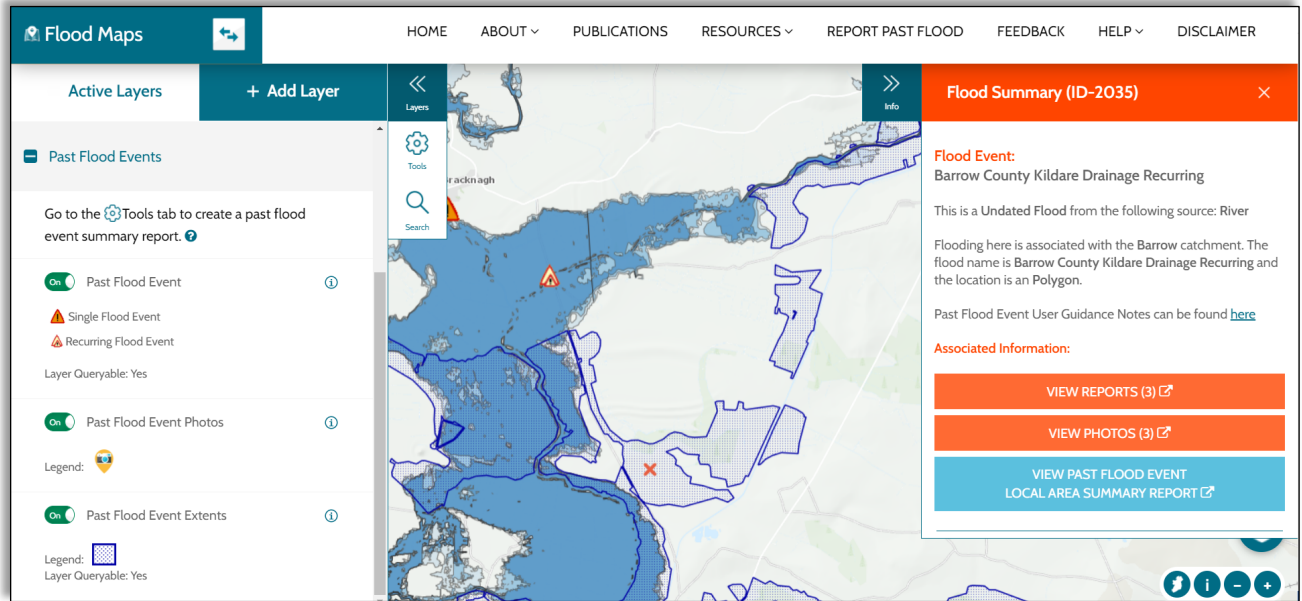 Flood Maps
HOME
ABOUT
PUBLICATIONS
RESOURCES
REPORT PAST FLOOD
FEEDBACK
HELP
DISCLAIMER
Active Layers
+ Add Layer
Past Flood Events
Go to the Tools tab to create a past flood
event summary report. ?
On Past Flood Event i
Single Flood Event
Recurring Flood Event
Layer Queryable: Yes
On Past Flood Event Photos i
Legend:
On Past Flood Event Extents i
Legend:
Layer Queryable: Yes
Layers
Tools
Search
racknagh
Info
Flood Summary (ID-2035) ×
Flood Event:
Barrow County Kildare Drainage Recurring
This is a Undated Flood from the following source: River
Flooding here is associated with the Barrow catchment. The
flood name is Barrow County Kildare Drainage Recurring and
the location is an Polygon.
Past Flood Event User Guidance Notes can be found here
Associated Information:
VIEW REPORTS (3)
VIEW PHOTOS (3)
VIEW PAST FLOOD EVENT
LOCAL AREA SUMMARY REPORT
i - +